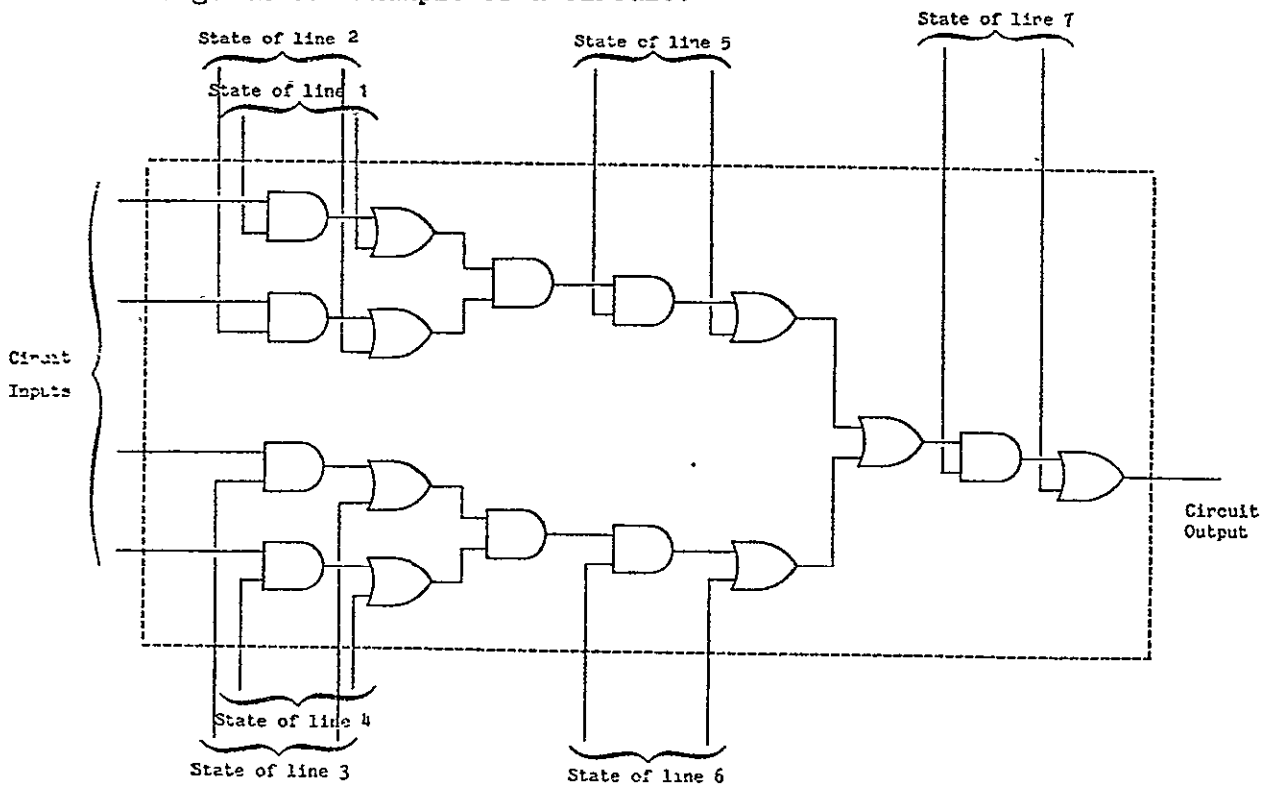 State of line 7
State of line 2
State of line 5
State of line 1
Circuit
Inputs
Circuit
Output
State of line 4
State of line 3
State of line 6